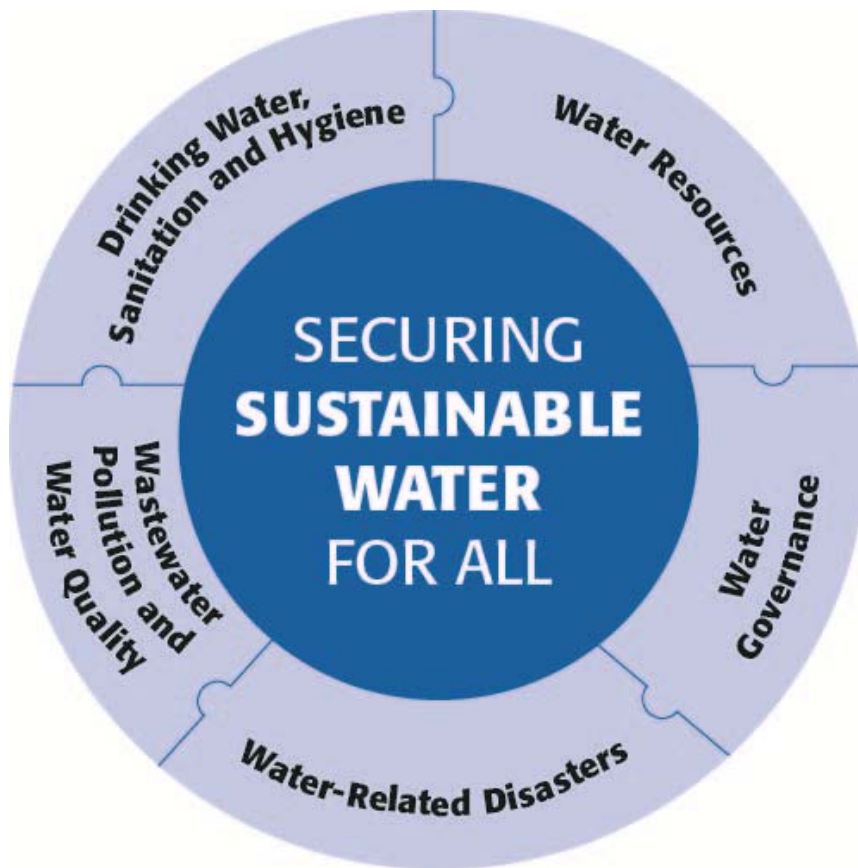 SECURING
SUSTAINABLE
WATER
FOR ALL
Drinking Water,
Sanitation and Hygiene
Water Resources
Water
Governance
Water-Related Disasters
Wastewater
Pollution and
Water Quality